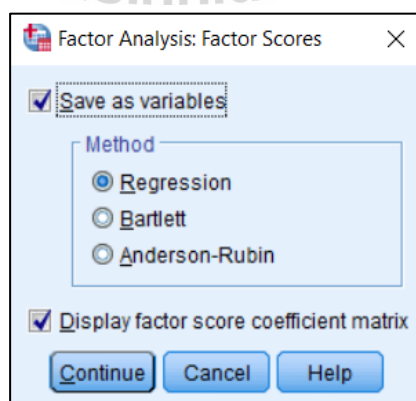 Factor Analysis: Factor Scores
Save as variables
Method
Regression
Bartlett
Anderson-Rubin
Display factor score coefficient matrix
Continue Cancel Help